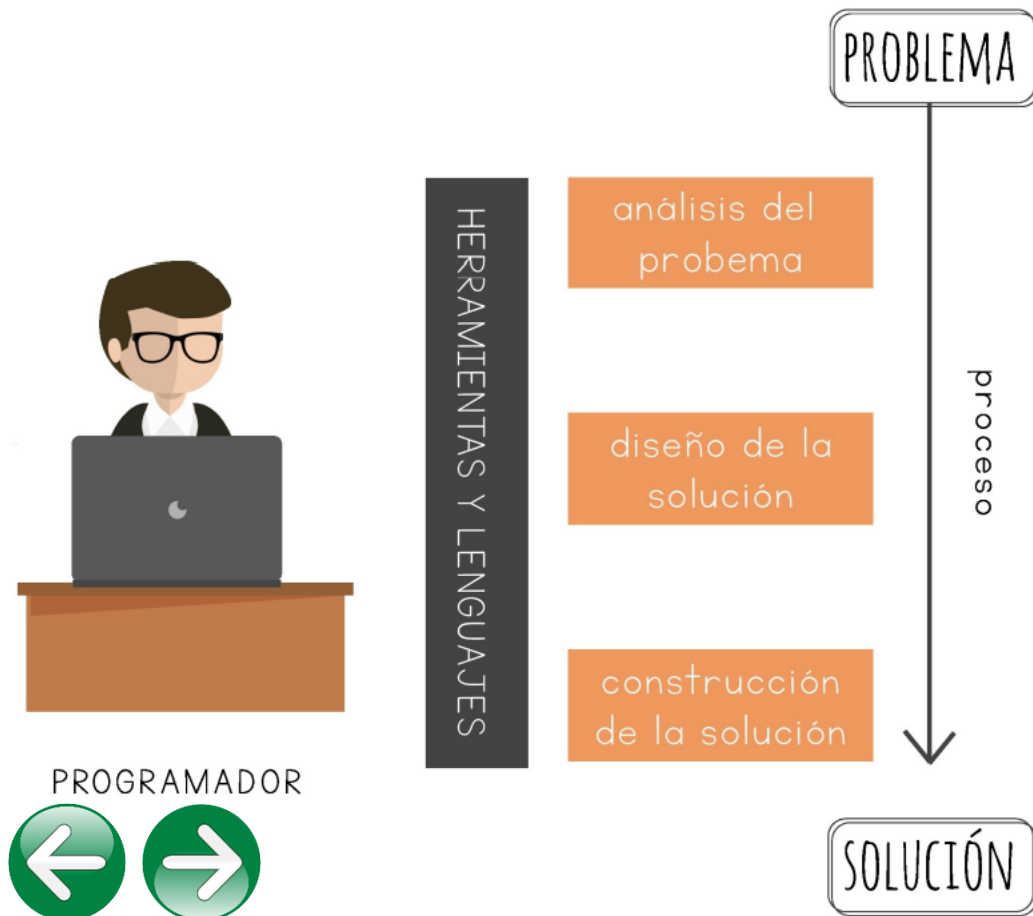 PROBLEMA
HERRAMIENTAS Y LENGUAJES
análisis del
probema
proceso
diseño de la
solución
construcción
de la solución
PROGRAMADOR
SOLUCIÓN